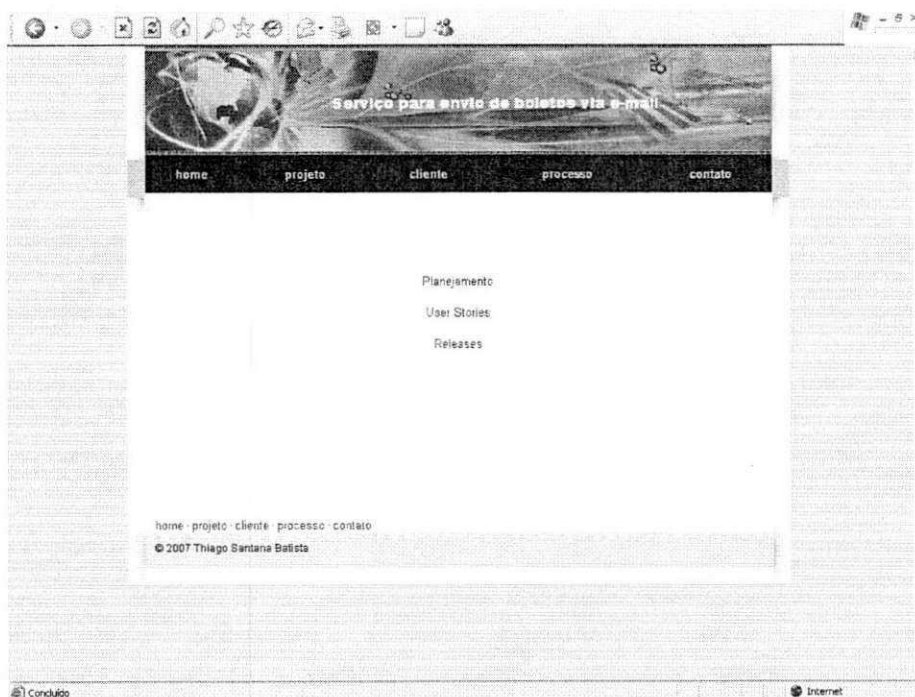 Serviço para envio de boletos via e-mail
home projeto cliente processo contato
Planejamento
User Stories
Releases
home · projeto · cliente · processo · contato
© 2007 Thiago Santana Batista
Concluído Internet